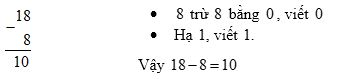 18
−
8
10
• 8 trừ 8 bằng 0 , viết 0
• Hạ 1, viết 1.
Vậy 18−8=10